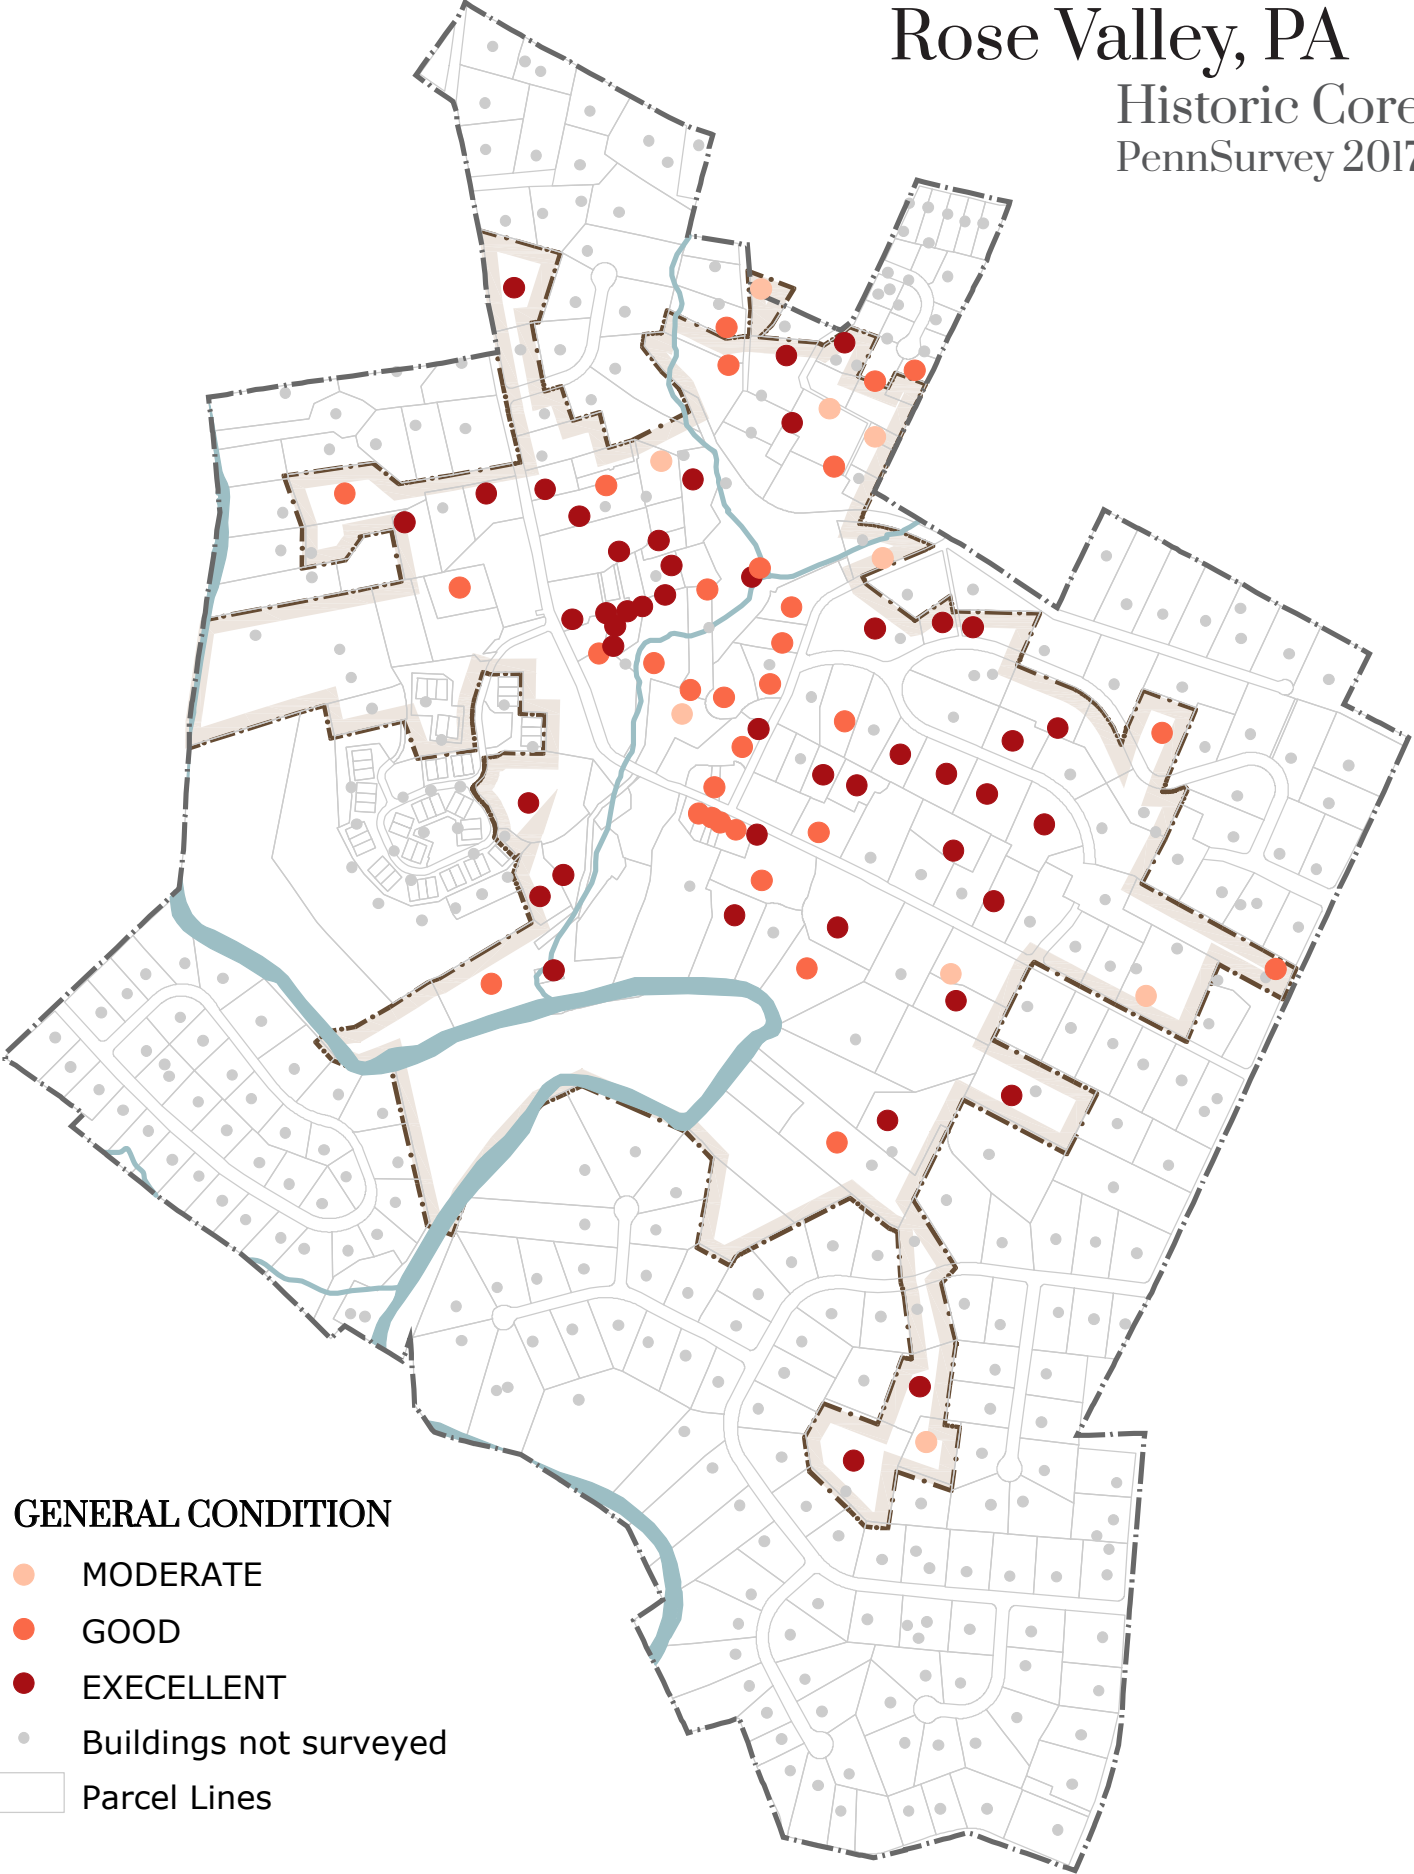 Rose Valley, PA
Historic Core
PennSurvey 2017
GENERAL CONDITION
MODERATE
GOOD
EXECELLENT
Buildings not surveyed
Parcel Lines